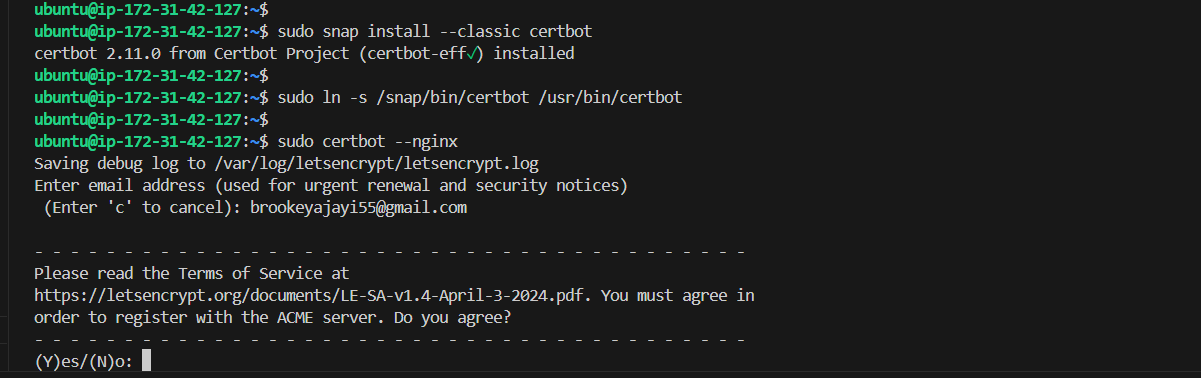 ubuntu@ip-172-31-42-127:~$
ubuntu@ip-172-31-42-127:~$ sudo snap install --classic certbot
certbot 2.11.0 from Certbot Project (certbot-eff✓) installed
ubuntu@ip-172-31-42-127:~$
ubuntu@ip-172-31-42-127:~$ sudo ln -s /snap/bin/certbot /usr/bin/certbot
ubuntu@ip-172-31-42-127:~$
ubuntu@ip-172-31-42-127:~$ sudo certbot --nginx
Saving debug log to /var/log/letsencrypt/letsencrypt.log
Enter email address (used for urgent renewal and security notices)
 (Enter 'c' to cancel): brookeyajayi55@gmail.com
- - - - - - - - - - - - - - - - - - - - - - - - - - - - - - - - - - - - - - - -
Please read the Terms of Service at
https://letsencrypt.org/documents/LE-SA-v1.4-April-3-2024.pdf. You must agree in
order to register with the ACME server. Do you agree?
- - - - - - - - - - - - - - - - - - - - - - - - - - - - - - - - - - - - - - - -
(Y)es/(N)o: